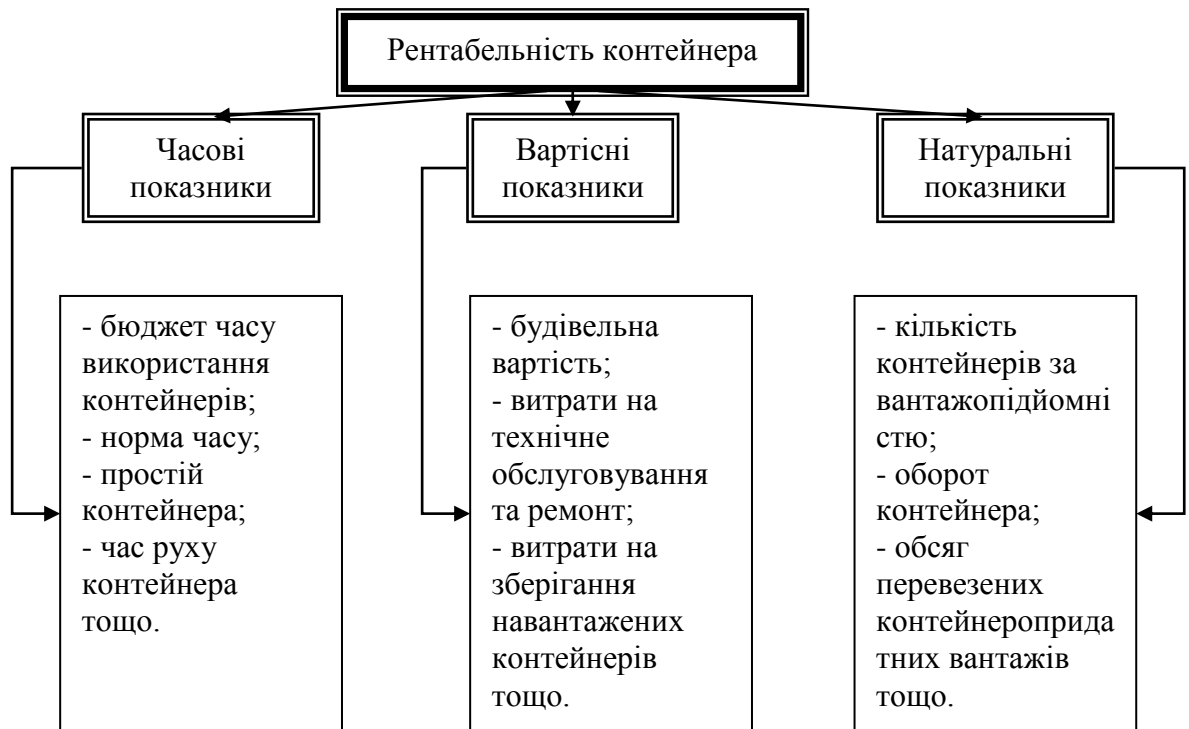 Рентабельність контейнера
Часові
показники
Вартісні
показники
Натуральні
показники
- бюджет часу
використання
контейнерів;
- норма часу;
- простій
контейнера;
- час руху
контейнера
тощо.
- будівельна
вартість;
- витрати на
технічне
обслуговування
та ремонт;
- витрати на
зберігання
навантажених
контейнерів
тощо.
- кількість
контейнерів за
вантажопідйомні
стю;
- оборот
контейнера;
- обсяг
перевезених
контейнероприда
тних вантажів
тощо.